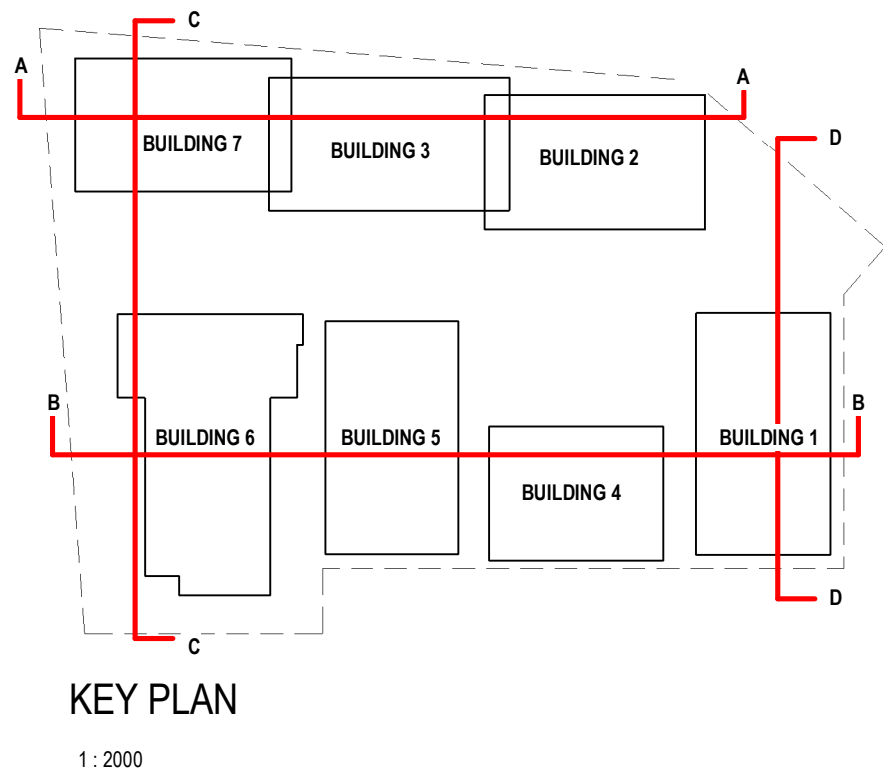 C
A
A
D
BUILDING 7
BUILDING 3
BUILDING 2
B
B
BUILDING 6
BUILDING 5
BUILDING 1
BUILDING 4
D
C
KEY PLAN
1 : 2000